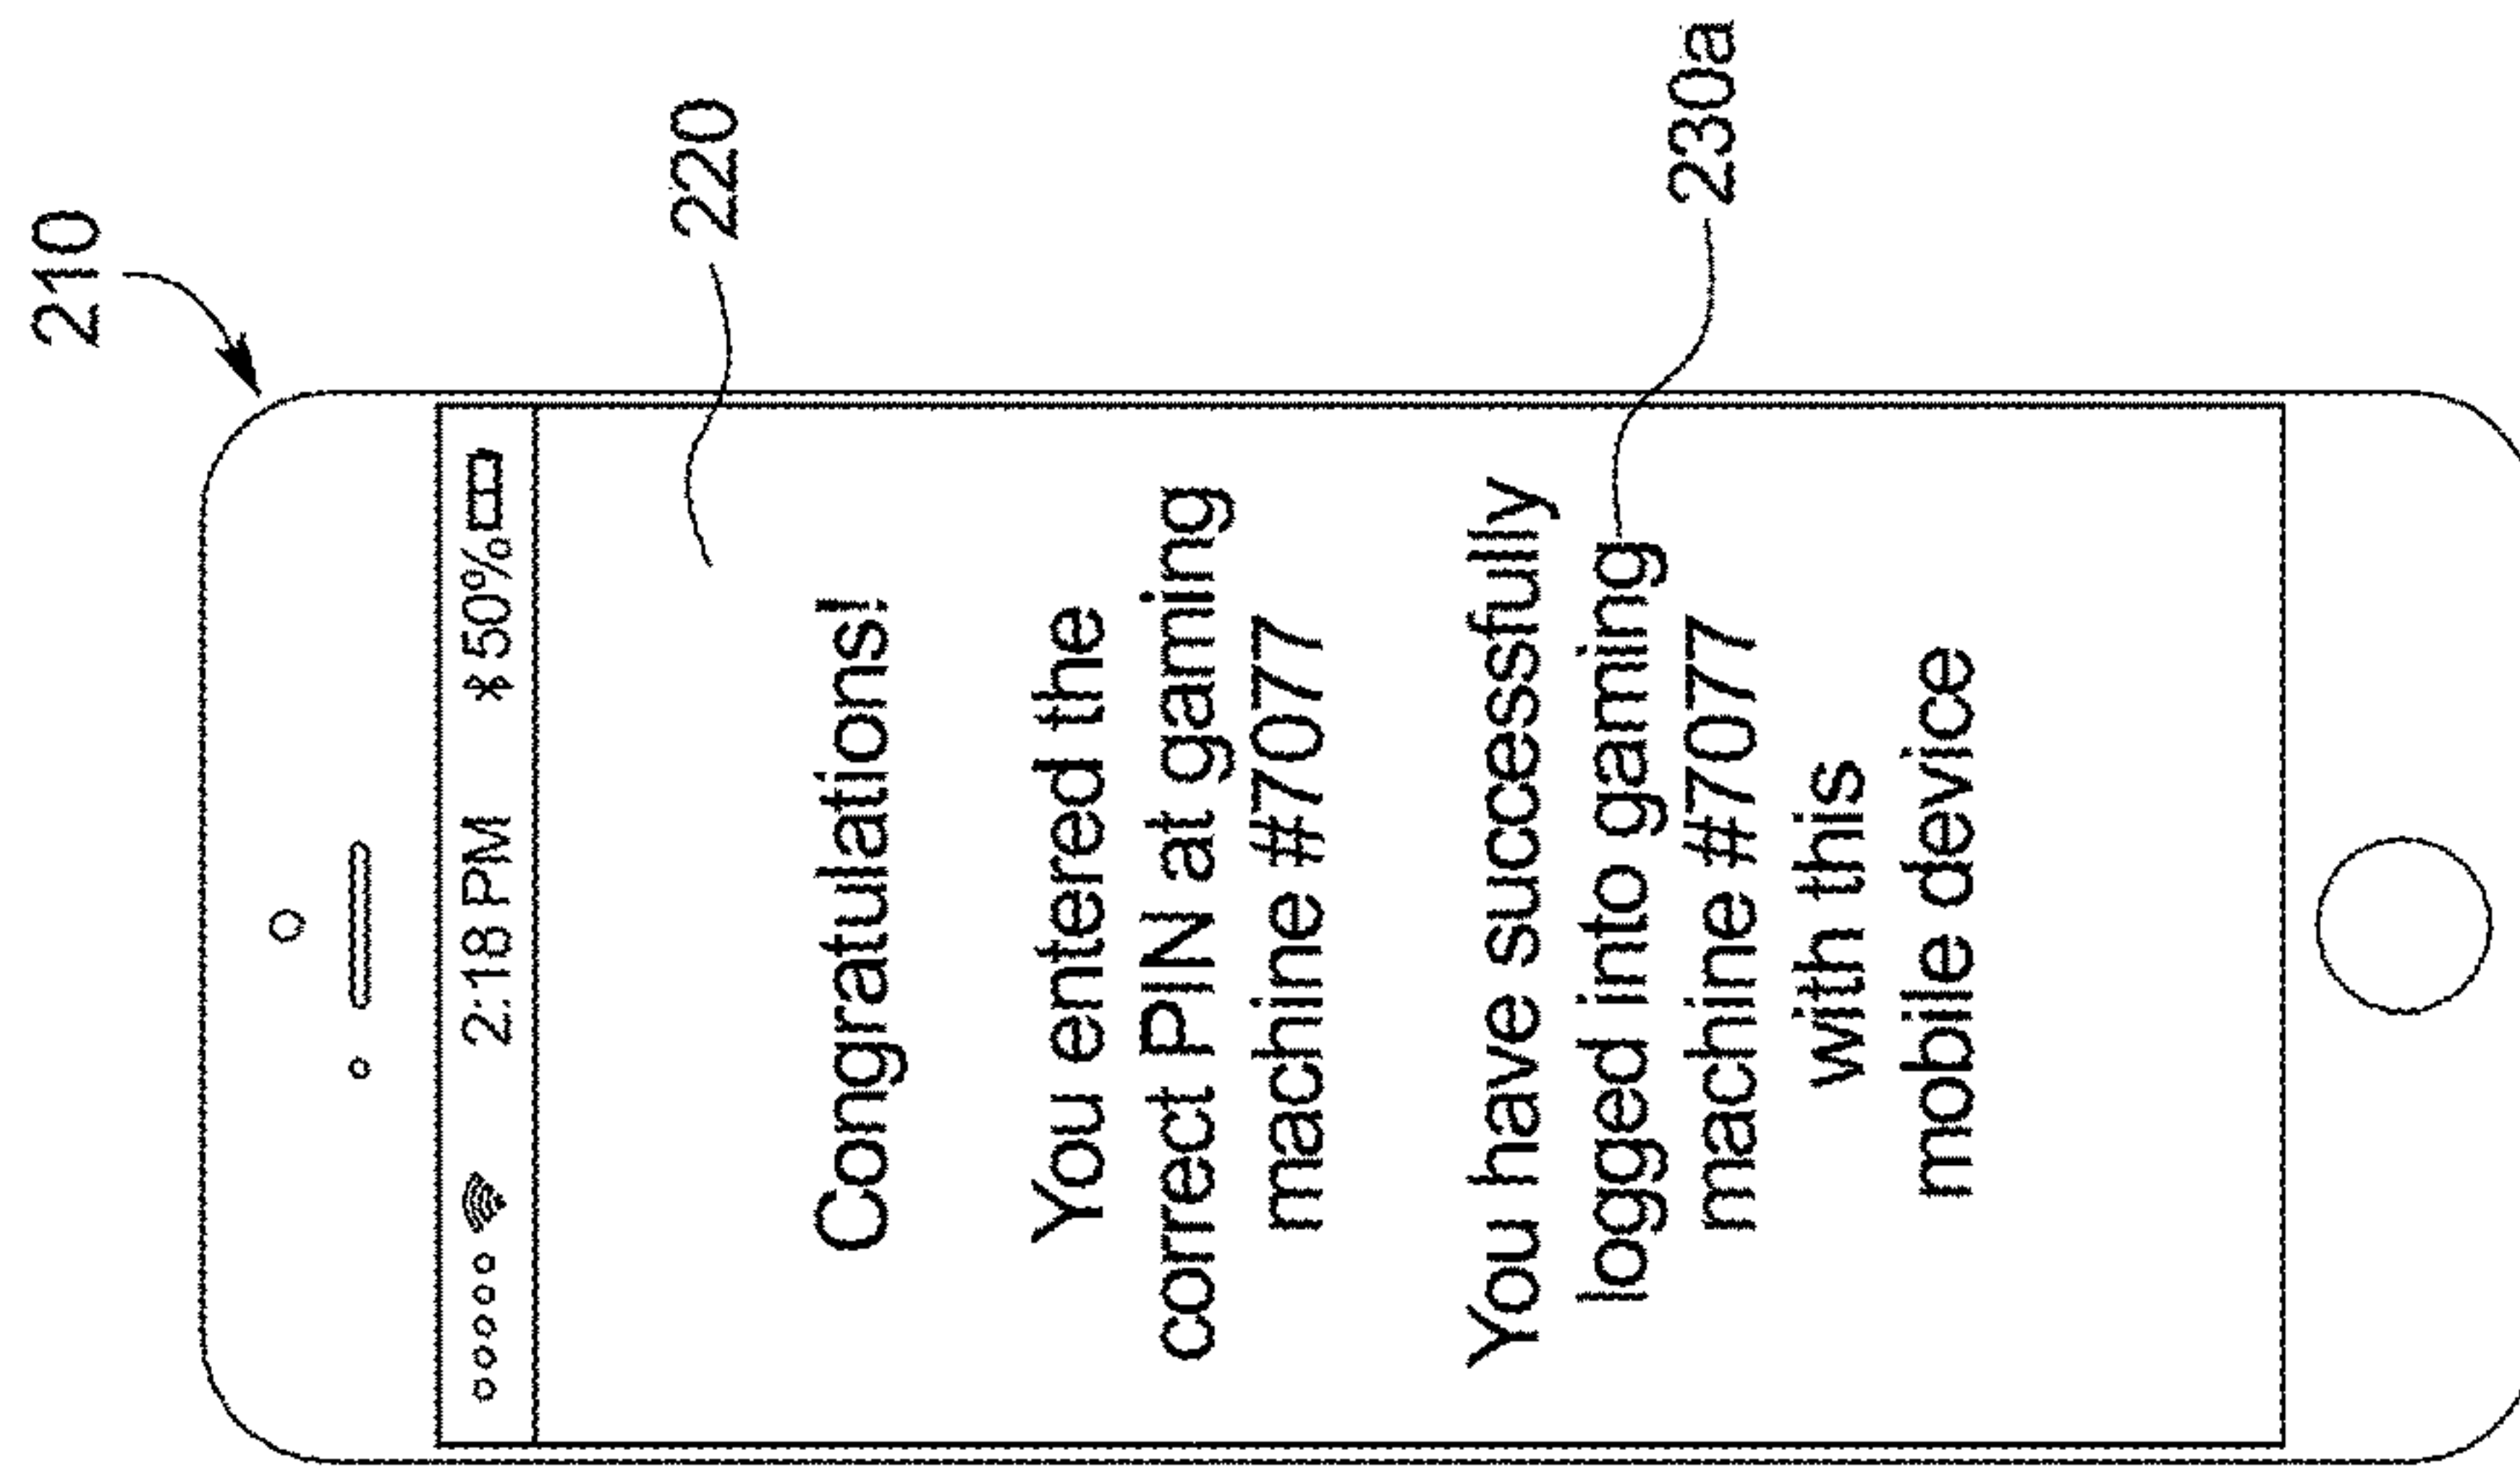 210
2:18 PM 50%
220
Congratulations!
You entered the
correct PIN at gaming
machine #7077
You have successfully
logged into gaming
230a
machine #7077
with this
mobile device